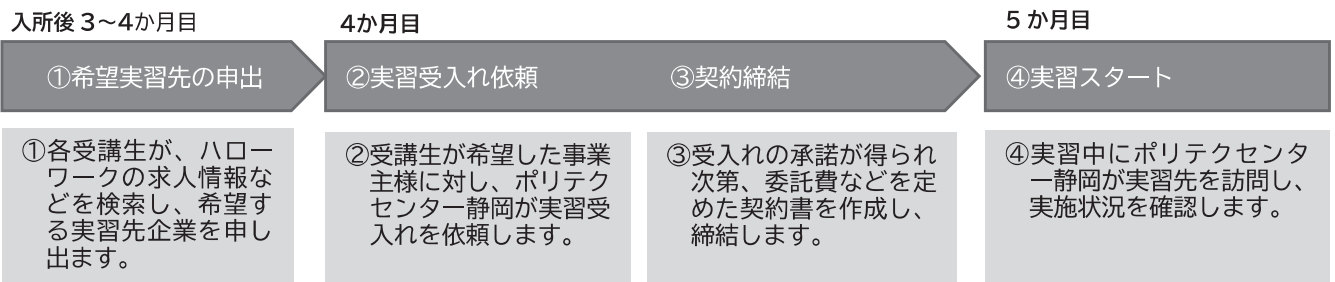 入所後 3～4か月目
4か月目
5 か月目
①希望実習先の申出
②実習受入れ依頼
③契約締結
④実習スタート
①各受講生が、ハロー
ワークの求人情報な
どを検索し、希望す
る実習先企業を申し
出ます。
②受講生が希望した事業
主様に対し、ポリテク
センター静岡が実習受
入れを依頼します。
③受入れの承諾が得られ
次第、委託費などを定
めた契約書を作成し、
締結します。
④実習中にポリテクセンタ
ー静岡が実習先を訪問し、
実施状況を確認します。